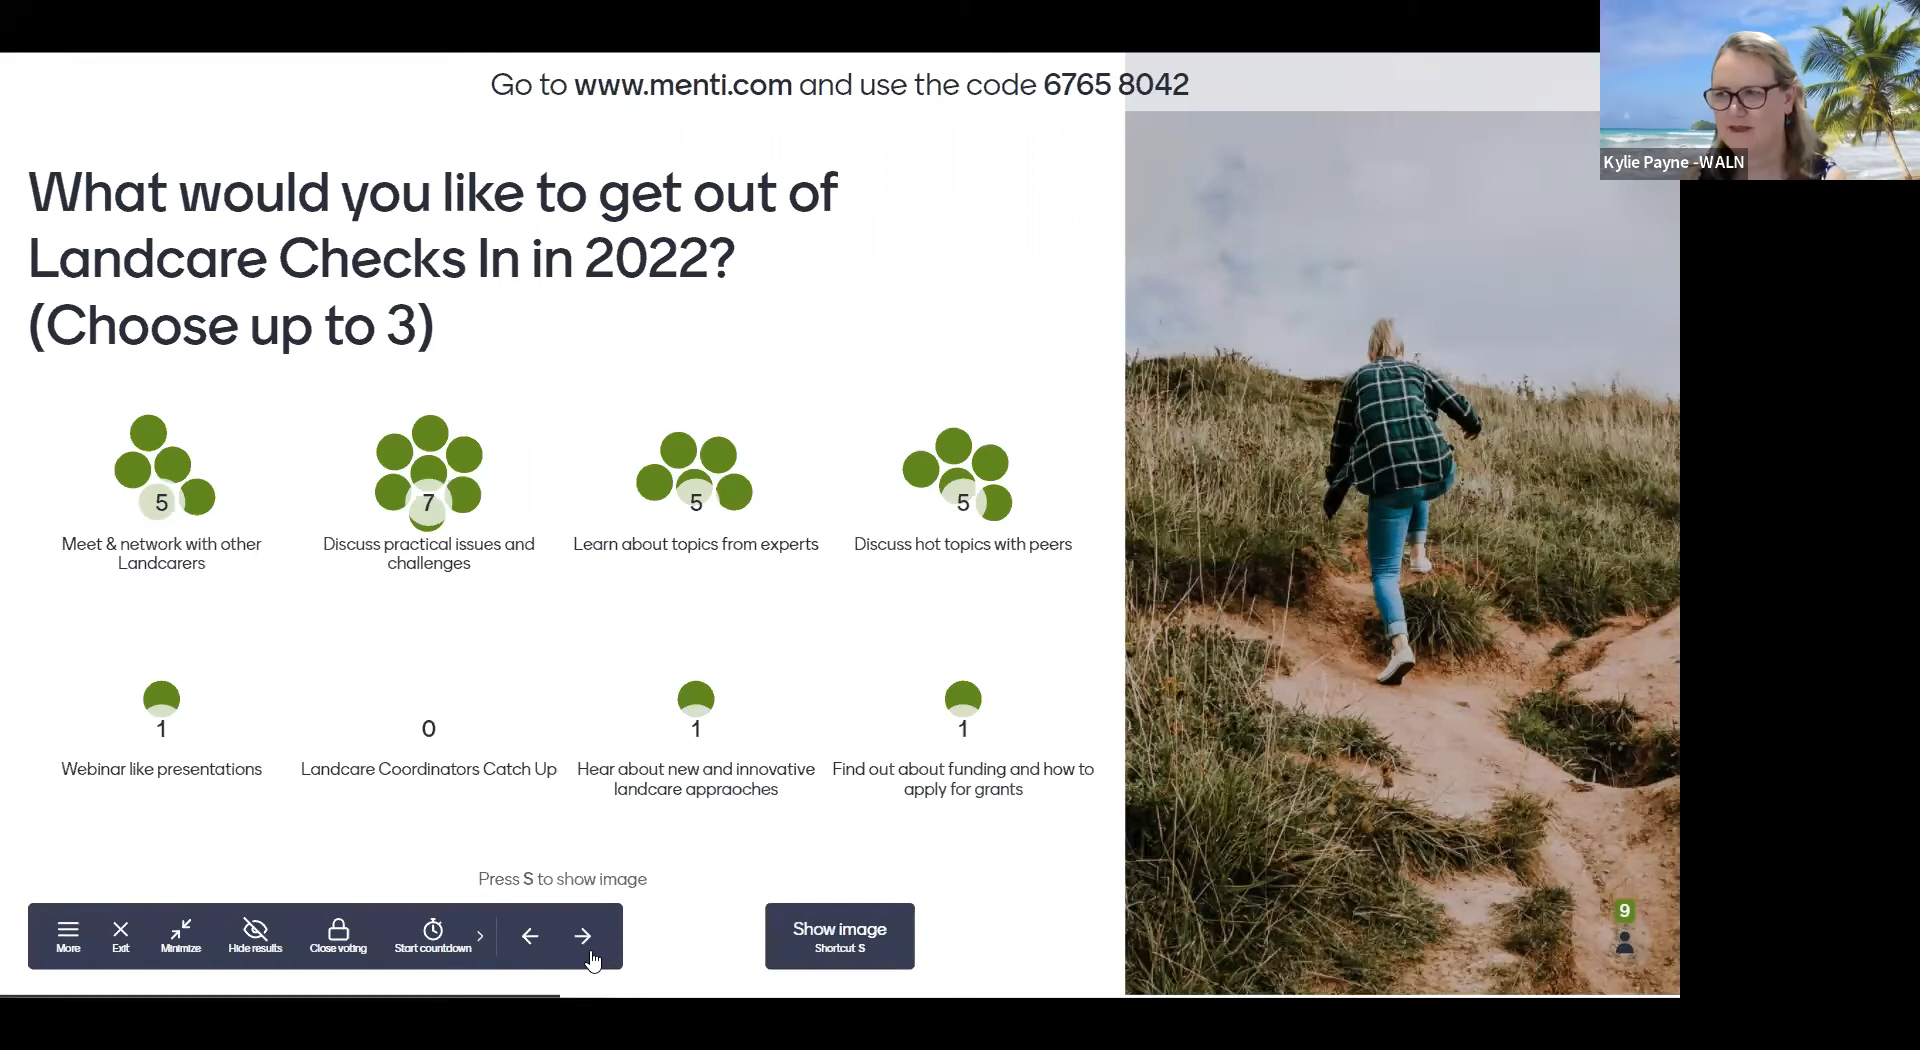 Go to www.menti.com and use the code 6765 8042
Kylie Payne -WALN
What would you like to get out of
Landcare Checks In in 2022?
(Choose up to 3)
5
7
5
5
Meet & network with other
Landcarers
Discuss practical issues and
challenges
Learn about topics from experts
Discuss hot topics with peers
1
0
1
1
Webinar like presentations
Landcare Coordinators Catch Up
Hear about new and innovative
landcare appraoches
Find out about funding and how to
apply for grants
Press S to show image
More
Exit
Minimize
Hide results
Close voting
Start countdown
Show image
Shortcut S
9